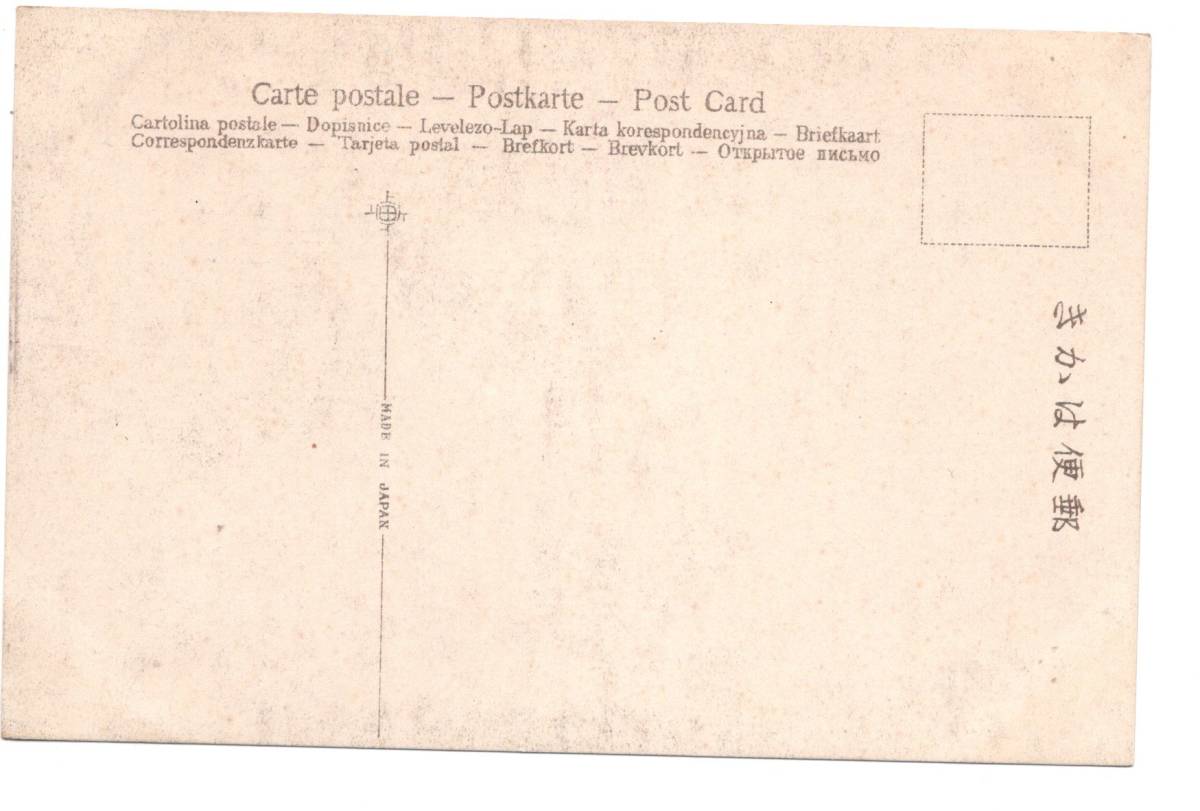 Carte postale — Postkarte — Post Card
Cartolina postale — Dopisnice — Levelezo-Lap — Karta korespondencyjna — Briefkaart
Correspondenzkarte — Tarjeta postal — Brefkort — Brevkort — Открытое письмо
MADE IN JAPAN
きかは便郵